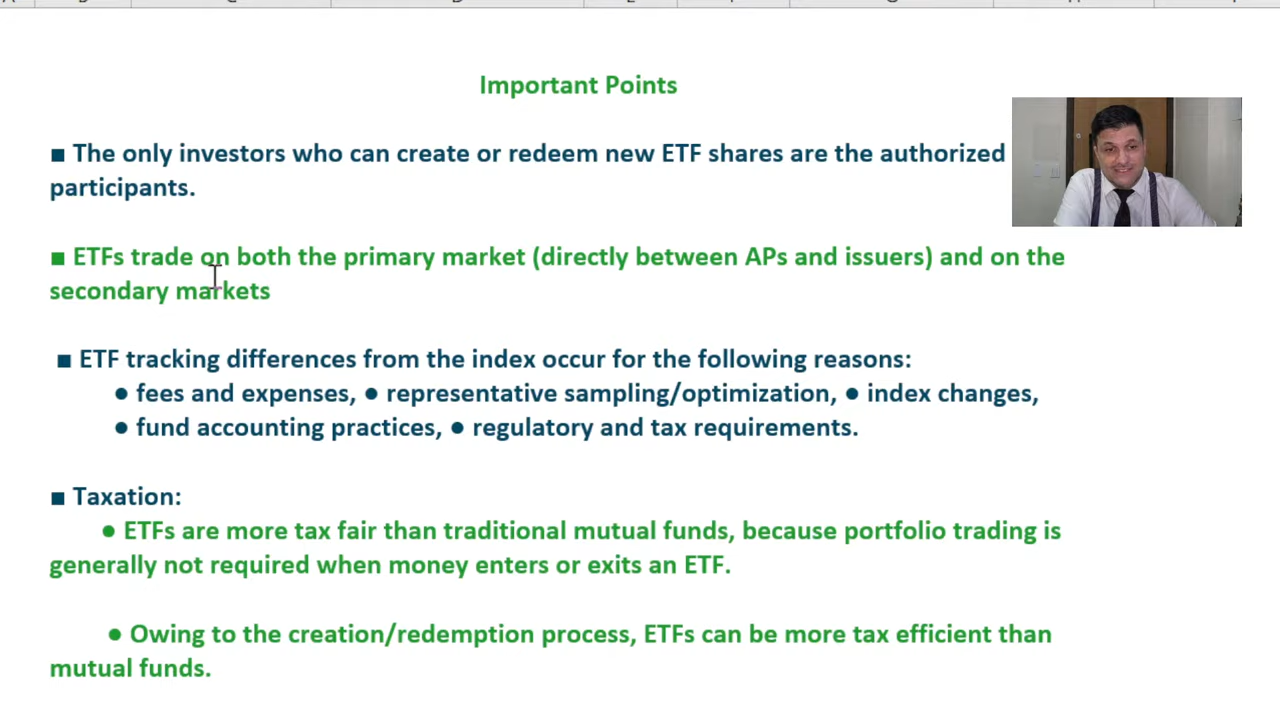 Important Points
■ The only investors who can create or redeem new ETF shares are the authorized
participants.
■ ETFs trade on both the primary market (directly between APs and issuers) and on the
secondary markets
■ ETF tracking differences from the index occur for the following reasons:
● fees and expenses, ● representative sampling/optimization, ● index changes,
● fund accounting practices, ● regulatory and tax requirements.
■ Taxation:
● ETFs are more tax fair than traditional mutual funds, because portfolio trading is
generally not required when money enters or exits an ETF.
● Owing to the creation/redemption process, ETFs can be more tax efficient than
mutual funds.